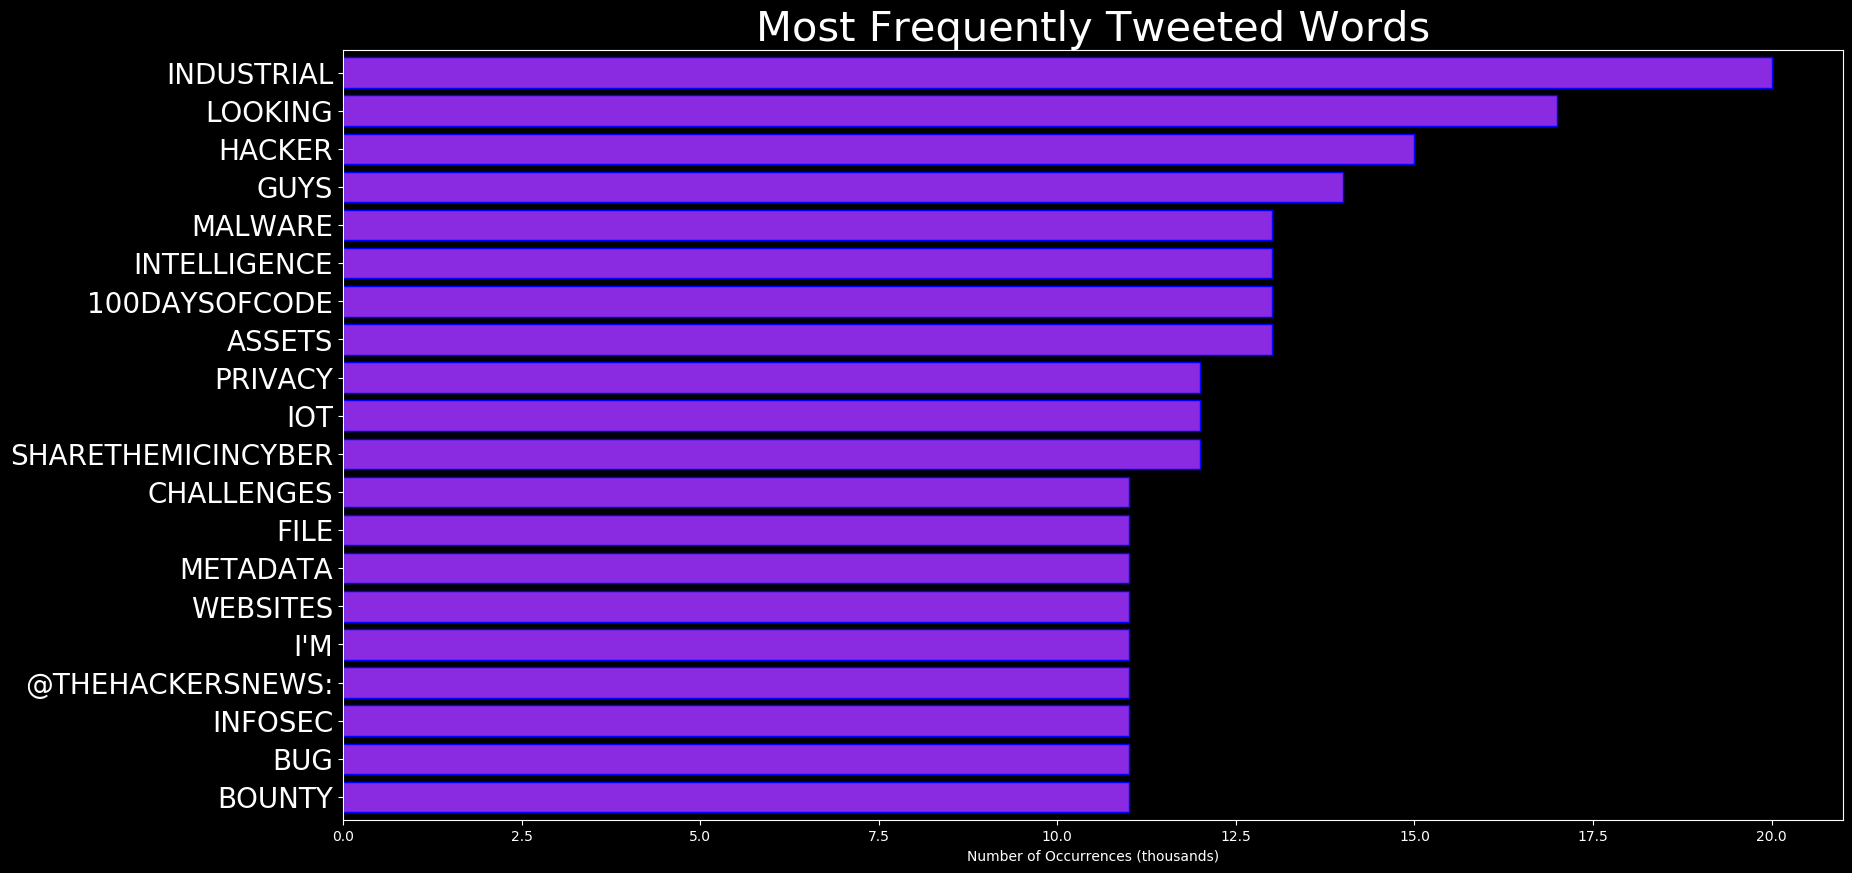 Most Frequently Tweeted Words
INDUSTRIAL
LOOKING
HACKER
GUYS
MALWARE
INTELLIGENCE
100DAYSOFCODE
ASSETS
PRIVACY
IOT
SHARETHEMICINCYBER
CHALLENGES
FILE
METADATA
WEBSITES
I'M
@THEHACKERSNEWS:
INFOSEC
BUG
BOUNTY
0.0 2.5 5.0 7.5 10.0 12.5 15.0 17.5 20.0
Number of Occurrences (thousands)